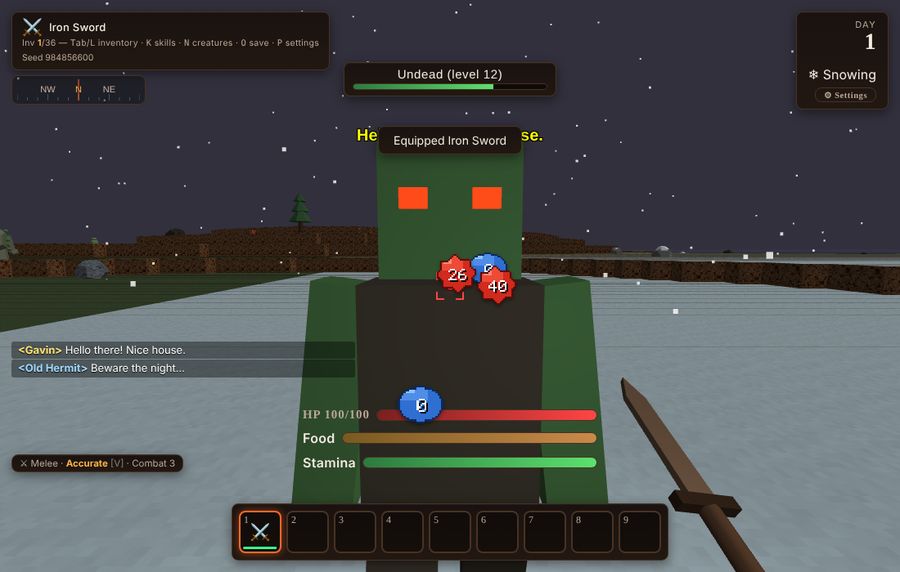 Iron Sword
Inv 1/36 — Tab/L inventory · K skills · N creatures · O save · P settings
Seed 984856600
NW N NE
Undead (level 12)
DAY
1
❄ Snowing
⚙ Settings
He
se.
Equipped Iron Sword
26
0
40
<Gavin> Hello there! Nice house.
<Old Hermit> Beware the night...
0
HP 100/100
Food
Stamina
⚔ Melee · Accurate [V] · Combat 3
1 2 3 4 5 6 7 8 9